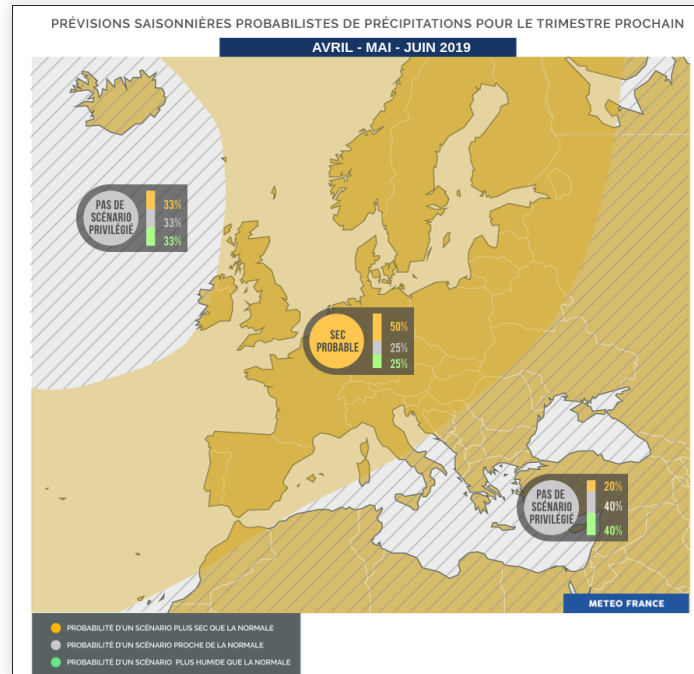 PRÉVISIONS SAISONNIÈRES PROBABILISTES DE PRÉCIPITATIONS POUR LE TRIMESTRE PROCHAIN
AVRIL - MAI - JUIN 2019
PAS DE
SCÉNARIO
PRIVILÉGIÉ
33%
33%
33%
SEC
PROBABLE
50%
25%
25%
PAS DE
SCÉNARIO
PRIVILÉGIÉ
20%
40%
40%
METEO FRANCE
PROBABILITÉ D'UN SCÉNARIO PLUS SEC QUE LA NORMALE
PROBABILITÉ D'UN SCÉNARIO PROCHE DE LA NORMALE
PROBABILITÉ D'UN SCÉNARIO PLUS HUMIDE QUE LA NORMALE